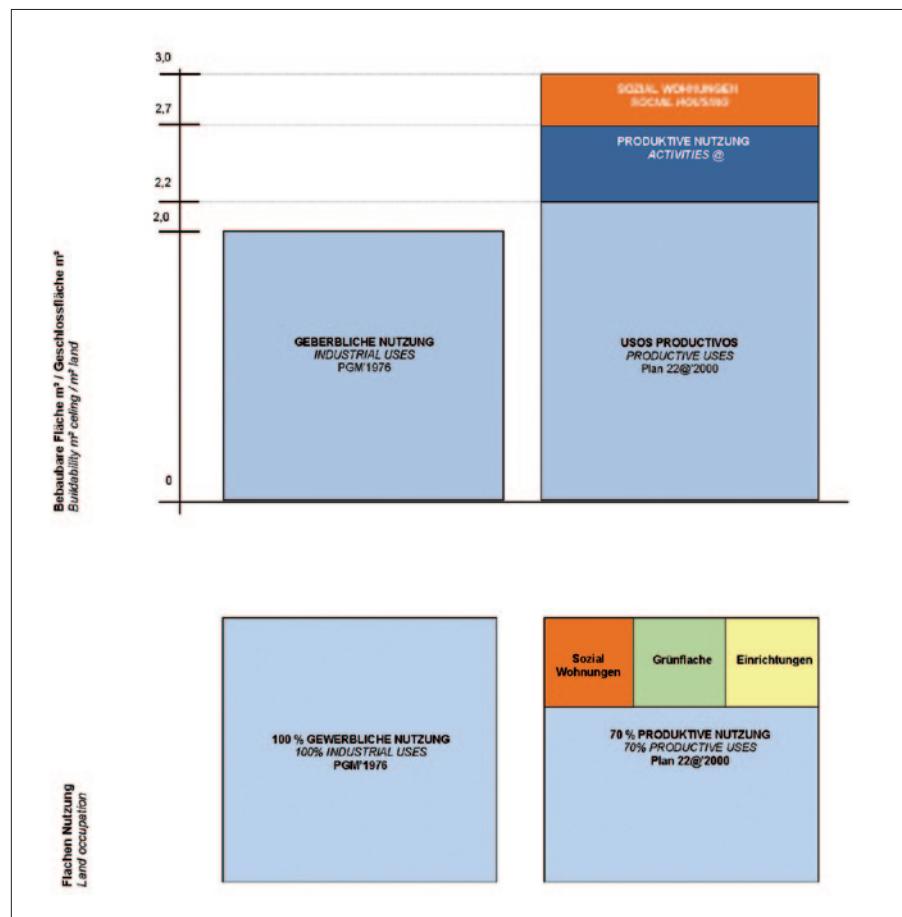 3,0
2,7
2,2
2,0
0
Bebaubare Fläche m² / Geschlossfläche m²
Buildability m² celing / m² land
SOZIAL WOHNUNGEN
SOCIAL HOUSING
PRODUKTIVE NUTZUNG
ACTIVITIES @
GEBERBLICHE NUTZUNG
INDUSTRIAL USES
PGM'1976
USOS PRODUCTIVOS
PRODUCTIVE USES
Plan 22@'2000
Flachen Nutzung
Land occupation
100 % GEWERBLICHE NUTZUNG
100% INDUSTRIAL USES
PGM'1976
Sozial
Wohnungen
Grünflache
Einrichtungen
70 % PRODUKTIVE NUTZUNG
70% PRODUCTIVE USES
Plan 22@'2000